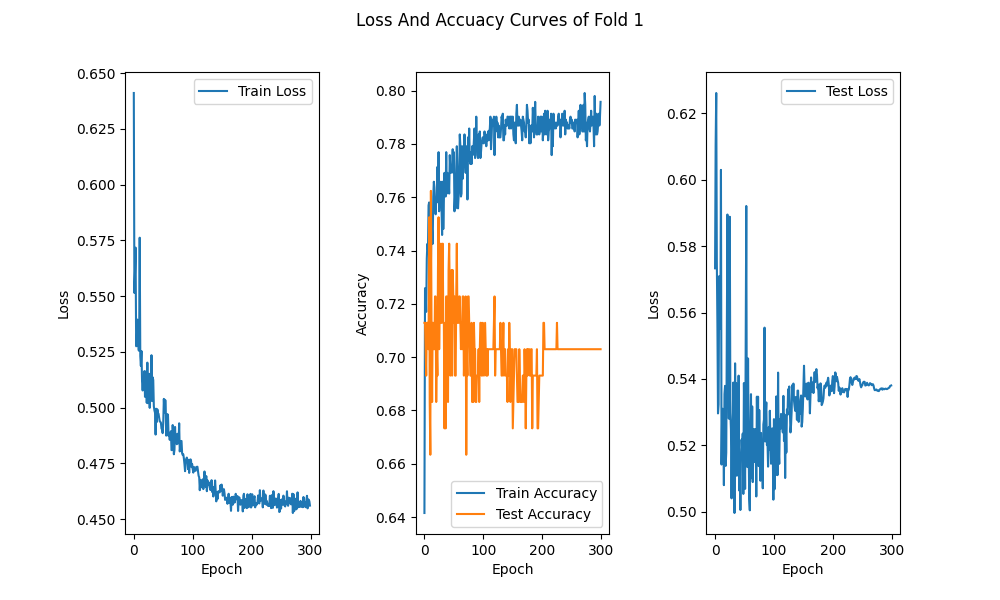 Loss And Accuacy Curves of Fold 1
Train Loss
0.650
0.625
0.600
0.575
0.550
0.525
0.500
0.475
0.450
Loss
0 100 200 300
Epoch
0.80
0.78
0.76
0.74
0.72
0.70
0.68
0.66
0.64
Accuracy
Train Accuracy
Test Accuracy
0 100 200 300
Epoch
Test Loss
0.62
0.60
0.58
0.56
0.54
0.52
0.50
Loss
0 100 200 300
Epoch